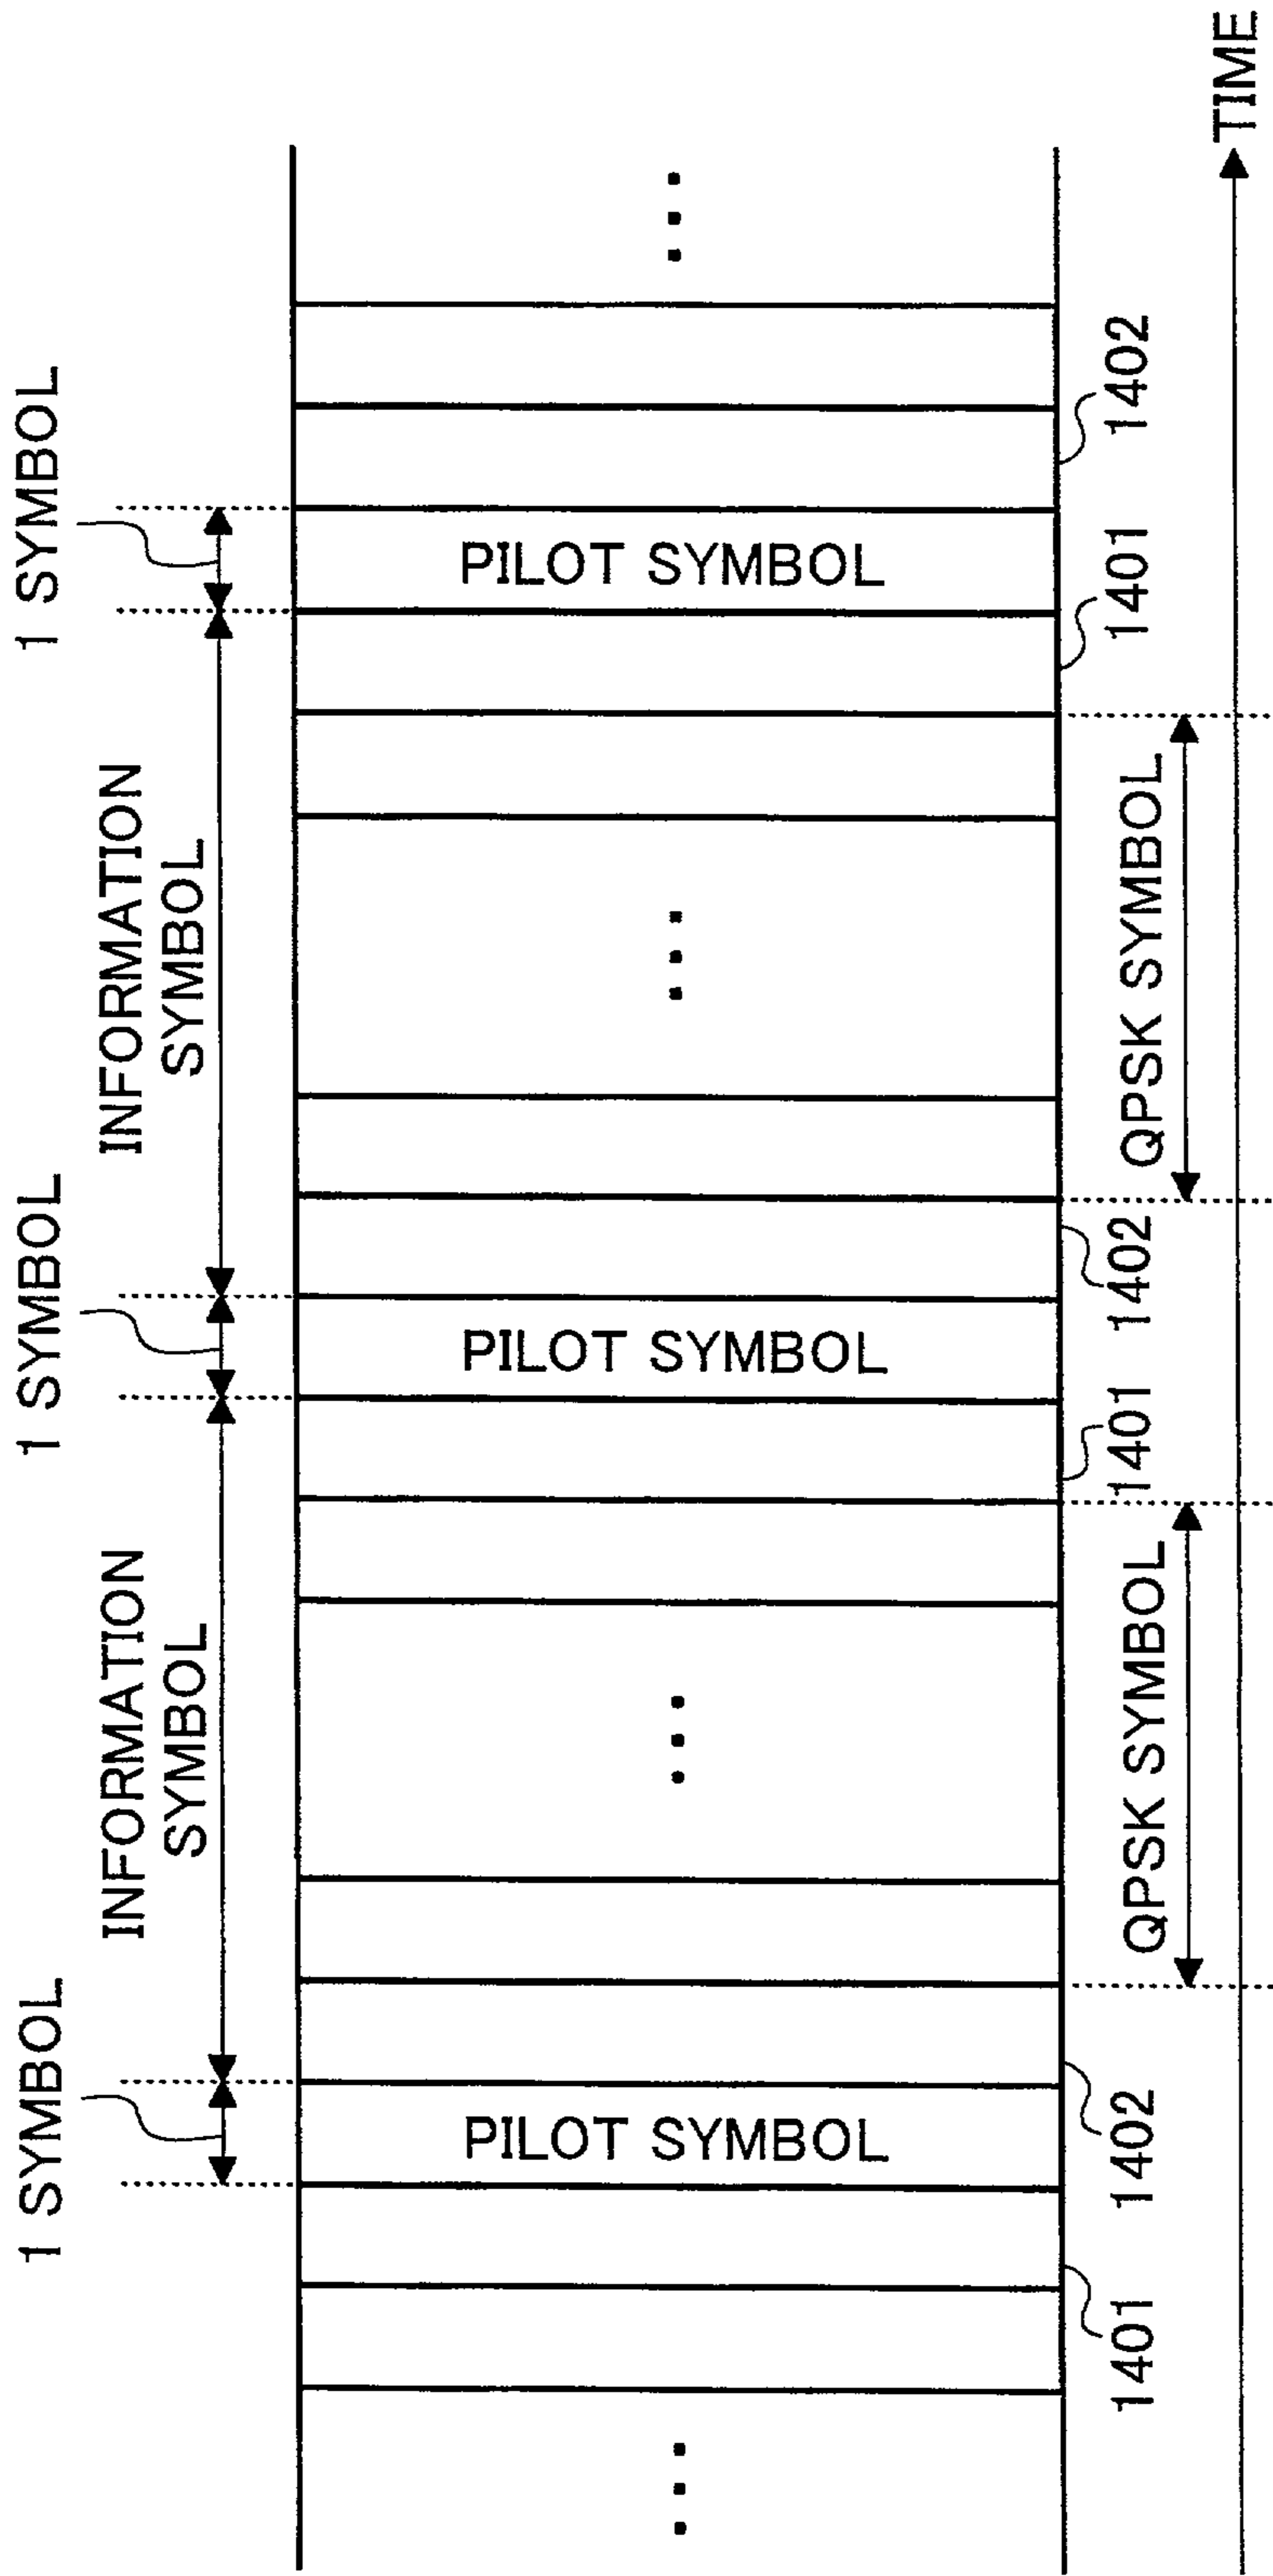 1 SYMBOL
INFORMATION
SYMBOL
1 SYMBOL
INFORMATION
SYMBOL
1 SYMBOL
PILOT SYMBOL
PILOT SYMBOL
PILOT SYMBOL
1401
1402
1401
1402
1401
1402
QPSK SYMBOL
QPSK SYMBOL
TIME